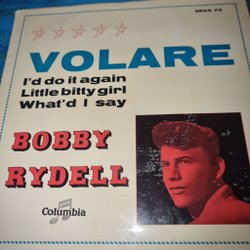 VOLARE
I'd do it again
Little bitty girl
What'd I say
BOBBY
RYDELL
Columbia